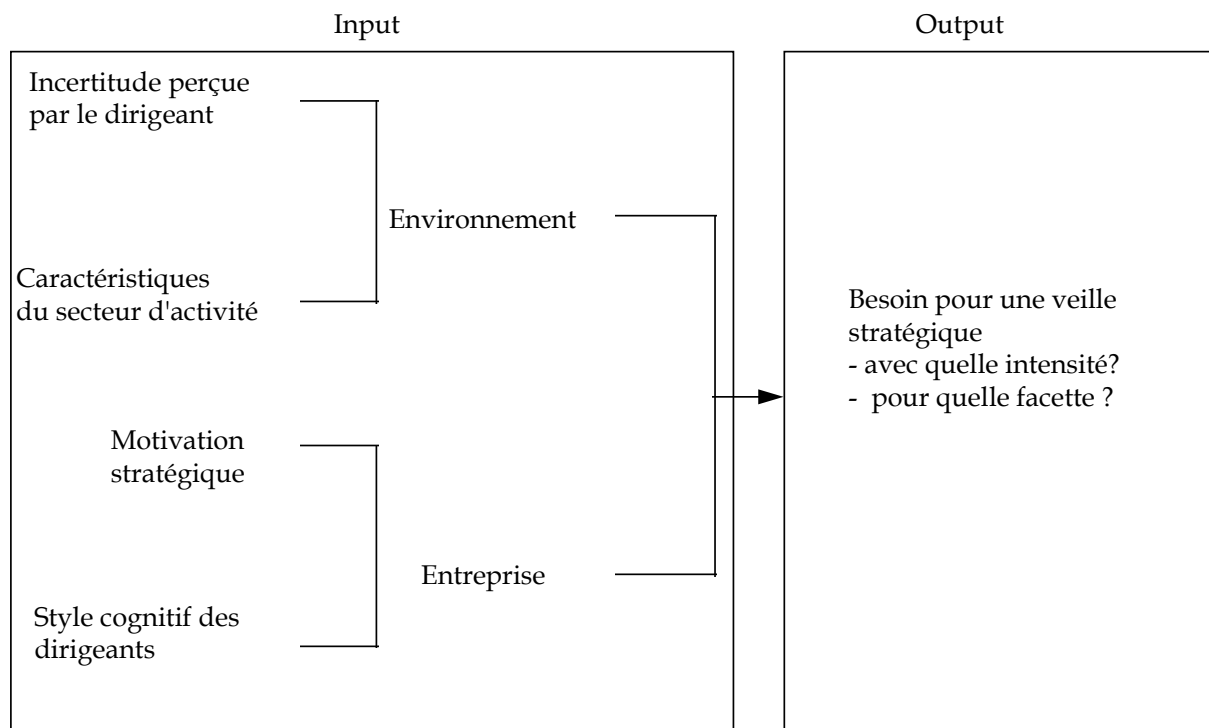 Input
Output
Incertitude perçue
par le dirigeant
Environnement
Caractéristiques
du secteur d'activité
Besoin pour une veille
stratégique
- avec quelle intensité?
- pour quelle facette ?
Motivation
stratégique
Entreprise
Style cognitif des
dirigeants